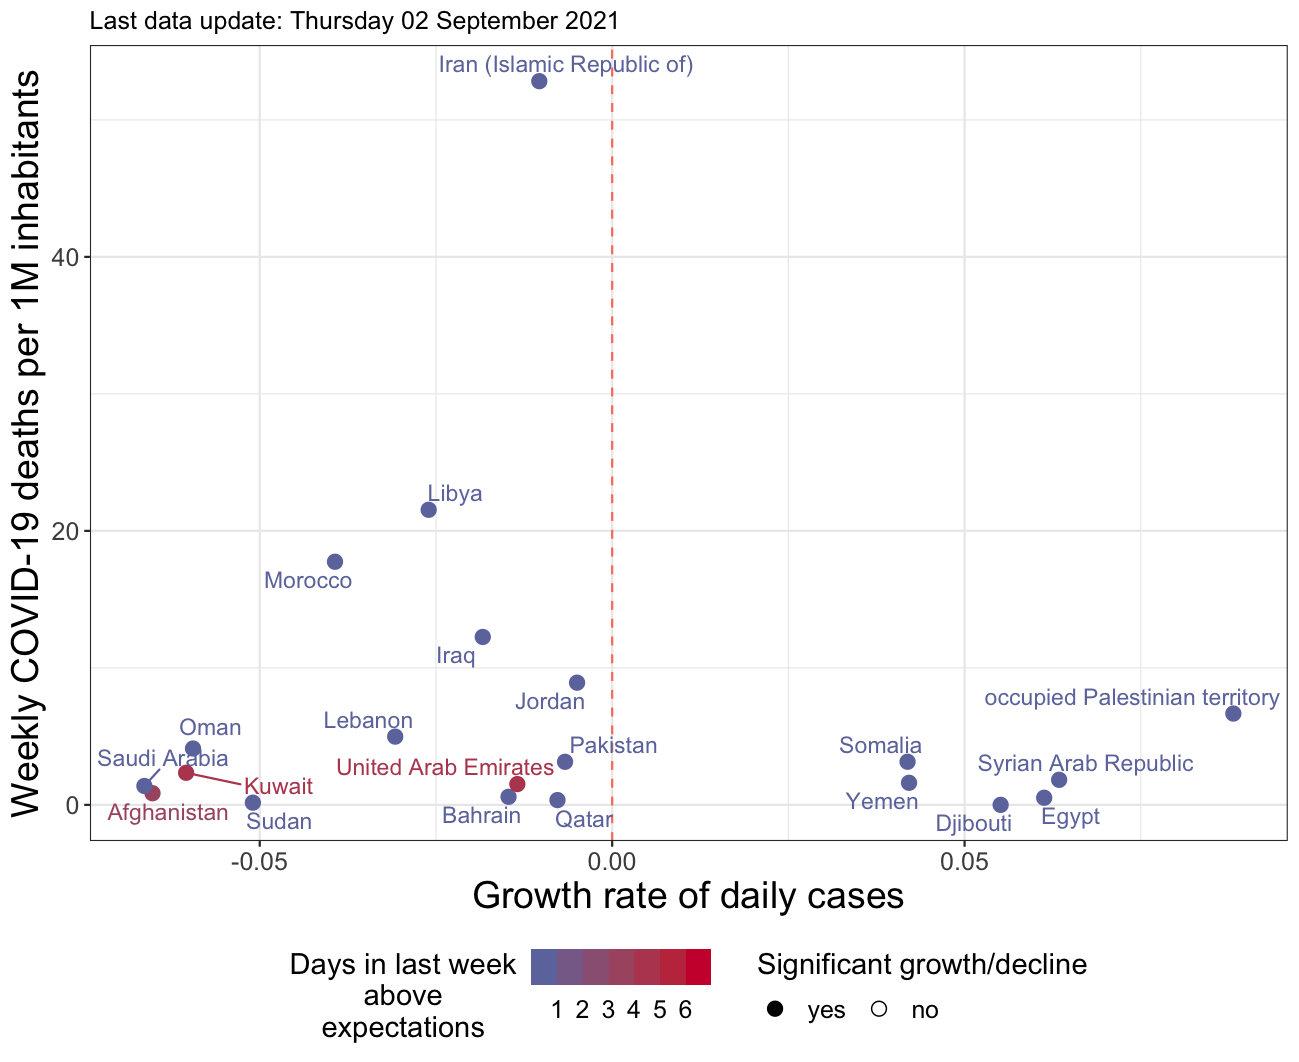 Last data update: Thursday 02 September 2021
Weekly COVID-19 deaths per 1M inhabitants
Iran (Islamic Republic of)
40
Libya
20
Morocco
Iraq
Jordan
occupied Palestinian territory
Lebanon
Oman
Pakistan
Somalia
Saudi Arabia
United Arab Emirates
Syrian Arab Republic
Kuwait
Yemen
0
Afghanistan
Sudan
Bahrain
Qatar
Djibouti
Egypt
-0.05 0.00 0.05
Growth rate of daily cases
Days in last week
above
expectations
1 2 3 4 5 6
Significant growth/decline
yes no